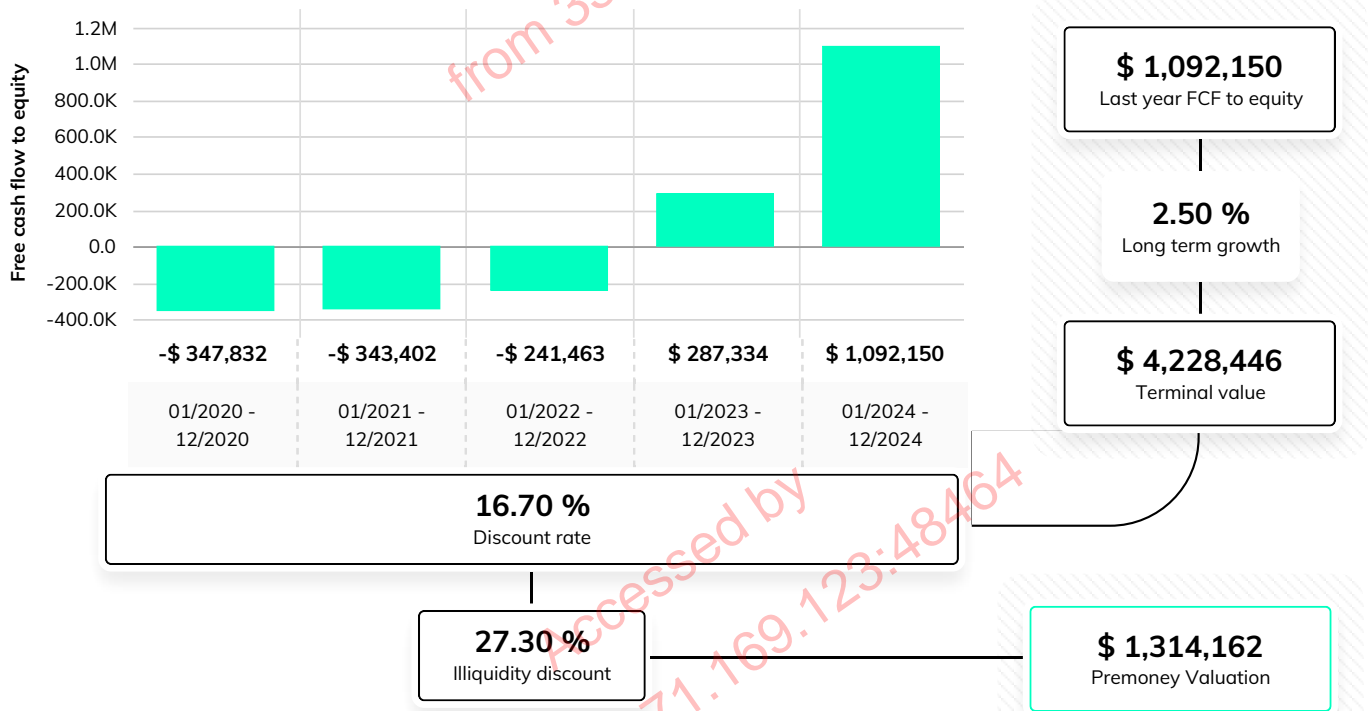 Free cash flow to equity
1.2M
1.0M
800.0K
600.0K
400.0K
200.0K
0.0
-200.0K
-400.0K
-$ 347,832
-$ 343,402
-$ 241,463
$ 287,334
$ 1,092,150
01/2020 -
12/2020
01/2021 -
12/2021
01/2022 -
12/2022
01/2023 -
12/2023
01/2024 -
12/2024
16.70 %
Discount rate
27.30 %
Illiquidity discount
$ 1,092,150
Last year FCF to equity
2.50 %
Long term growth
$ 4,228,446
Terminal value
$ 1,314,162
Premoney Valuation
Accessed by
71.169.123:48464